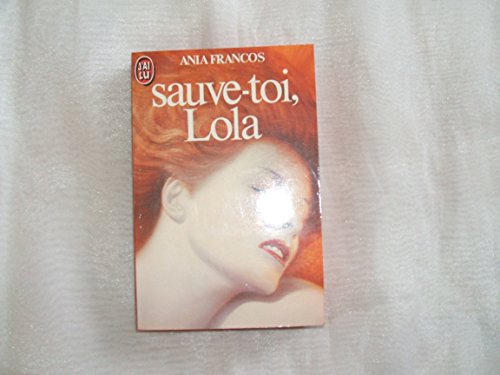 J'AI
LU
ANIA FRANCOS
sauve-toi,
Lola